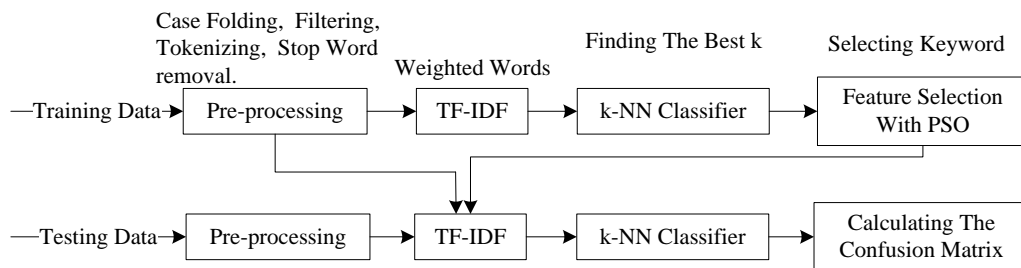 Case Folding, Filtering,
Tokenizing, Stop Word
removal.
Weighted Words
Finding The Best k
Selecting Keyword
Training Data
Pre-processing
TF-IDF
k-NN Classifier
Feature Selection
With PSO
Testing Data
Pre-processing
TF-IDF
k-NN Classifier
Calculating The
Confusion Matrix